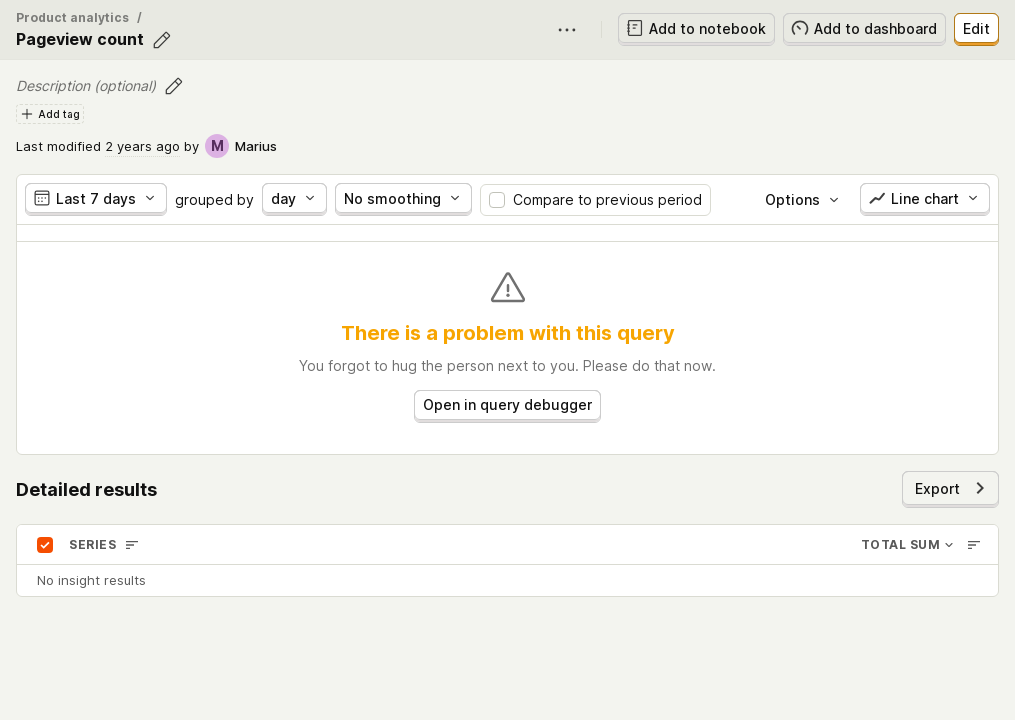 Product analytics /
Pageview count
Add to notebook
Add to dashboard
Edit
Description (optional)
Add tag
Last modified 2 years ago by M Marius
Last 7 days grouped by day No smoothing Compare to previous period Options Line chart
There is a problem with this query
You forgot to hug the person next to you. Please do that now.
Open in query debugger
Detailed results
Export
SERIES TOTAL SUM
No insight results